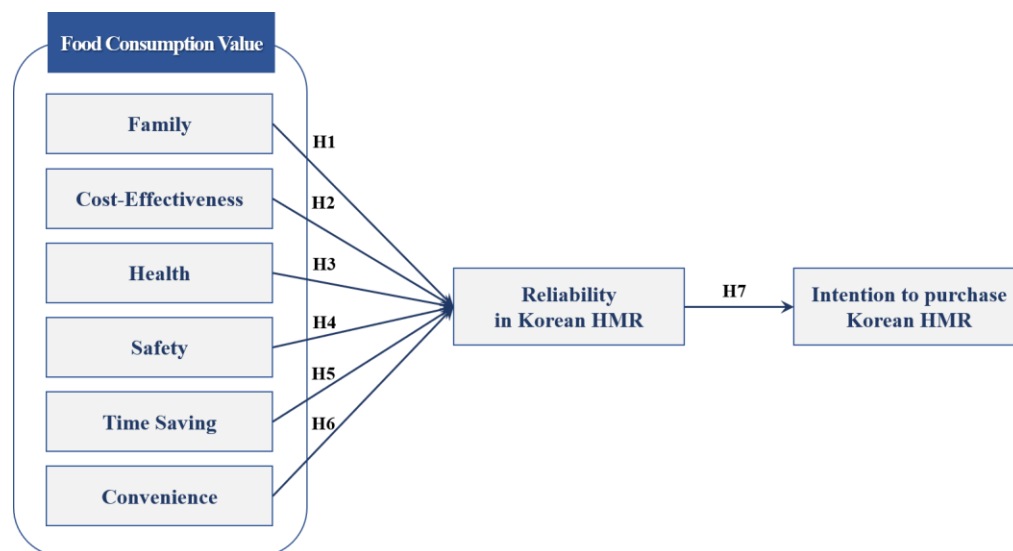 Food Consumption Value
Family
H1
Cost-Effectiveness
H2
Health
H3
Safety
H4
Time Saving
H5
Convenience
H6
Reliability
in Korean HMR
H7
Intention to purchase
Korean HMR